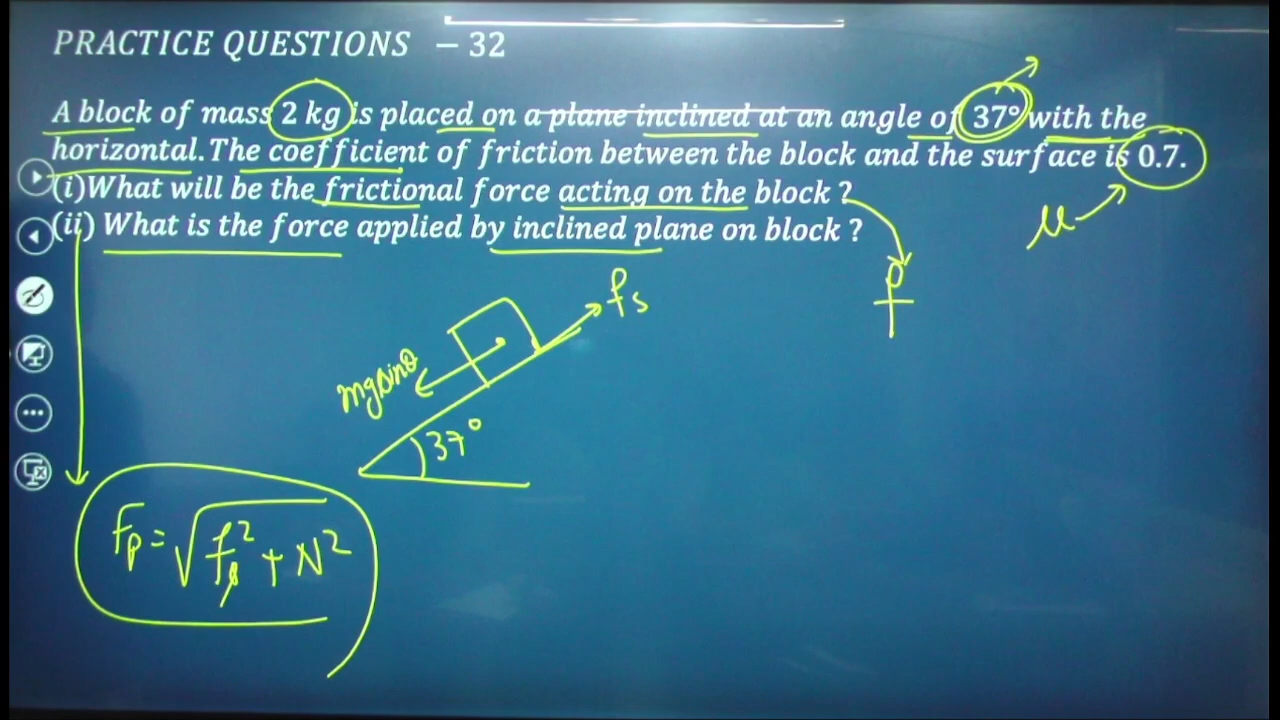 PRACTICE QUESTIONS – 32
A block of mass 2 kg is placed on a plane inclined at an angle of 37° with the
horizontal. The coefficient of friction between the block and the surface is 0.7.
(i)What will be the frictional force acting on the block ?
(ii) What is the force applied by inclined plane on block ?
μ
f
fs
mgsinθ
37°
Fp = √f² + N²